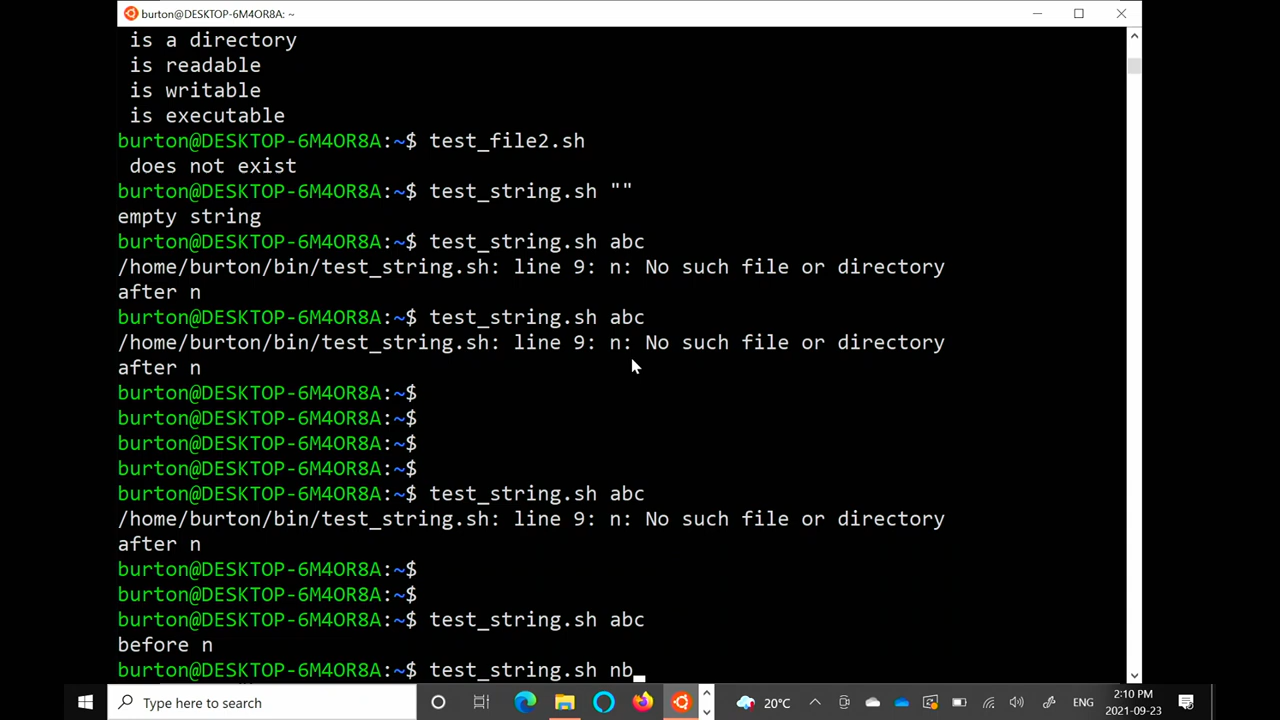 burton@DESKTOP-6M4OR8A: ~
is a directory
is readable
is writable
is executable
burton@DESKTOP-6M4OR8A:~$ test_file2.sh
does not exist
burton@DESKTOP-6M4OR8A:~$ test_string.sh ""
empty string
burton@DESKTOP-6M4OR8A:~$ test_string.sh abc
/home/burton/bin/test_string.sh: line 9: n: No such file or directory
after n
burton@DESKTOP-6M4OR8A:~$ test_string.sh abc
/home/burton/bin/test_string.sh: line 9: n: No such file or directory
after n
burton@DESKTOP-6M4OR8A:~$
burton@DESKTOP-6M4OR8A:~$
burton@DESKTOP-6M4OR8A:~$
burton@DESKTOP-6M4OR8A:~$
burton@DESKTOP-6M4OR8A:~$ test_string.sh abc
/home/burton/bin/test_string.sh: line 9: n: No such file or directory
after n
burton@DESKTOP-6M4OR8A:~$
burton@DESKTOP-6M4OR8A:~$
burton@DESKTOP-6M4OR8A:~$ test_string.sh abc
before n
burton@DESKTOP-6M4OR8A:~$ test_string.sh nb_
Type here to search
20°C
ENG
2:10 PM
2021-09-23